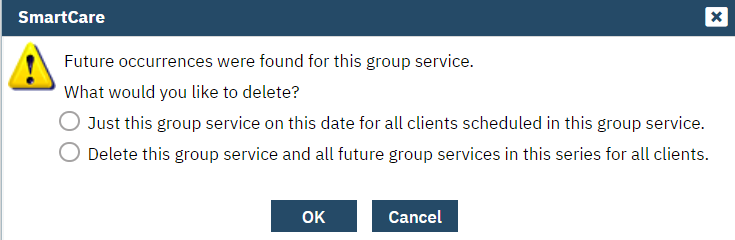 SmartCare
Future occurrences were found for this group service.
What would you like to delete?
Just this group service on this date for all clients scheduled in this group service.
Delete this group service and all future group services in this series for all clients.
OK Cancel